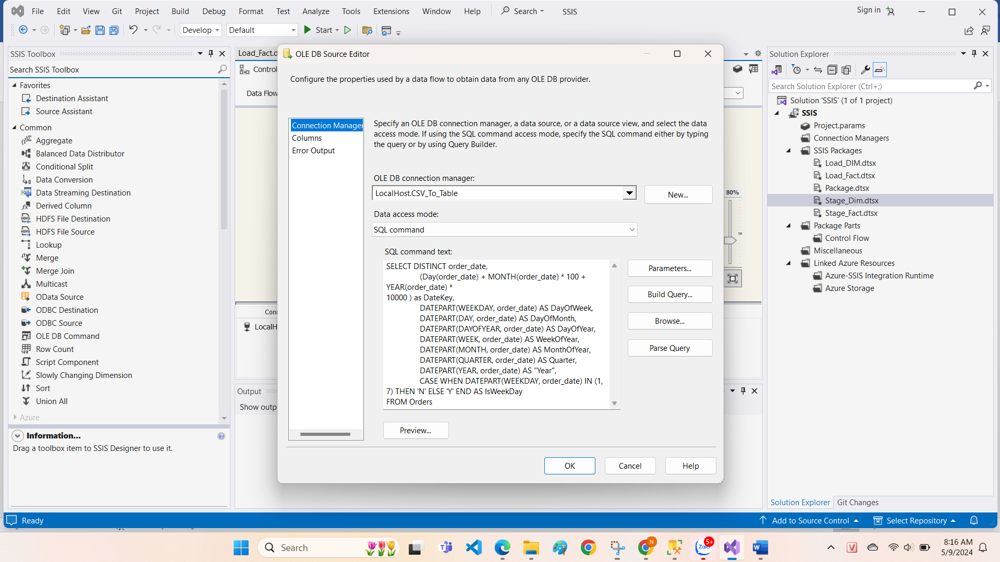 File Edit View Git Project Build Debug Format Test Analyze Tools Extensions Window Help Search SSIS Sign in
Develop Default Start
SSIS Toolbox
Search SSIS Toolbox
Favorites
Destination Assistant
Source Assistant
Common
Aggregate
Balanced Data Distributor
Conditional Split
Data Conversion
Data Streaming Destination
Derived Column
HDFS File Destination
HDFS File Source
Lookup
Merge
Merge Join
Multicast
OData Source
ODBC Destination
ODBC Source
OLE DB Command
Row Count
Script Component
Slowly Changing Dimension
Sort
Union All
Azure
Information...
Drag a toolbox item to SSIS Designer to use it.
Load_Fact.d
Control
Data Flow
Conn
LocalH
Output
Show outp
80%
OLE DB Source Editor
Configure the properties used by a data flow to obtain data from any OLE DB provider.
Connection Manager
Columns
Error Output
Specify an OLE DB connection manager, a data source, or a data source view, and select the data
access mode. If using the SQL command access mode, specify the SQL command either by typing
the query or by using Query Builder.
OLE DB connection manager:
LocalHost.CSV_To_Table
New...
Data access mode:
SQL command
SQL command text:
SELECT DISTINCT order_date,
(Day(order_date) + MONTH(order_date) * 100 +
YEAR(order_date) *
10000 ) as DateKey,
DATEPART(WEEKDAY, order_date) AS DayOfWeek,
DATEPART(DAY, order_date) AS DayOfMonth,
DATEPART(DAYOFYEAR, order_date) AS DayOfYear,
DATEPART(WEEK, order_date) AS WeekOfYear,
DATEPART(MONTH, order_date) AS MonthOfYear,
DATEPART(QUARTER, order_date) AS Quarter,
DATEPART(YEAR, order_date) AS "Year",
CASE WHEN DATEPART(WEEKDAY, order_date) IN (1,
7) THEN 'N' ELSE 'Y' END AS IsWeekDay
FROM Orders
Parameters...
Build Query...
Browse...
Parse Query
Preview...
OK
Cancel
Help
Solution Explorer
Search Solution Explorer (Ctrl+;)
Solution 'SSIS' (1 of 1 project)
SSIS
Project.params
Connection Managers
SSIS Packages
Load_DIM.dtsx
Load_Fact.dtsx
Package.dtsx
Stage_Dim.dtsx
Stage_Fact.dtsx
Package Parts
Control Flow
Miscellaneous
Linked Azure Resources
Azure-SSIS Integration Runtime
Azure Storage
Solution Explorer Git Changes
Ready
Add to Source Control Select Repository
Search
N
Zalo
5+
W
V
8:16 AM
5/9/2024